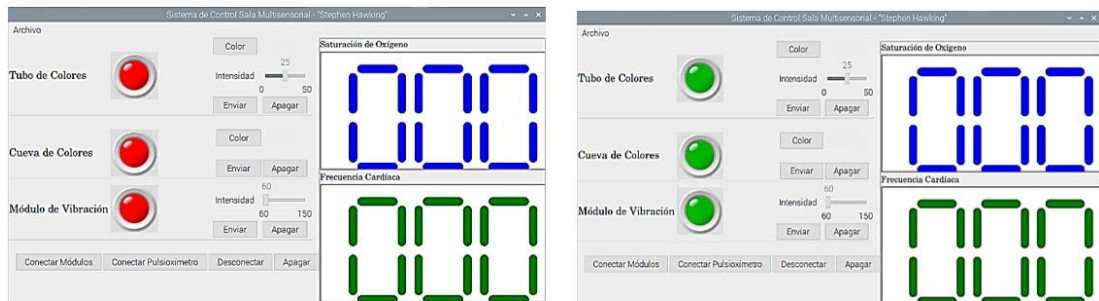 Sistema de Control Sala Multisensorial - "Stephen Hawking"
Archivo
Color
Saturación de Oxígeno
Tubo de Colores
25
Intensidad
0 50
Enviar Apagar
000
Color
Cueva de Colores
Enviar Apagar
Frecuencia Cardíaca
60
Módulo de Vibración
Intensidad
60 150
Enviar Apagar
000
Conectar Módulos Conectar Pulsioxímetro Desconectar Apagar
Sistema de Control Sala Multisensorial - "Stephen Hawking"
Archivo
Color
Saturación de Oxígeno
Tubo de Colores
25
Intensidad
0 50
Enviar Apagar
000
Color
Cueva de Colores
Enviar Apagar
Frecuencia Cardíaca
60
Módulo de Vibración
Intensidad
60 150
Enviar Apagar
000
Conectar Módulos Conectar Pulsioxímetro Desconectar Apagar